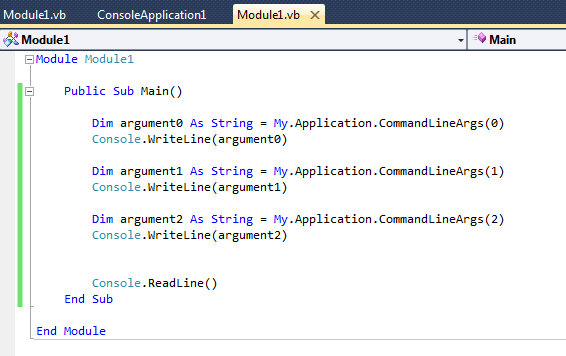 Module1.vb ConsoleApplication1 Module1.vb
Module1 Main
Module Module1
Public Sub Main()
Dim argument0 As String = My.Application.CommandLineArgs(0)
Console.WriteLine(argument0)
Dim argument1 As String = My.Application.CommandLineArgs(1)
Console.WriteLine(argument1)
Dim argument2 As String = My.Application.CommandLineArgs(2)
Console.WriteLine(argument2)
Console.ReadLine()
End Sub
End Module